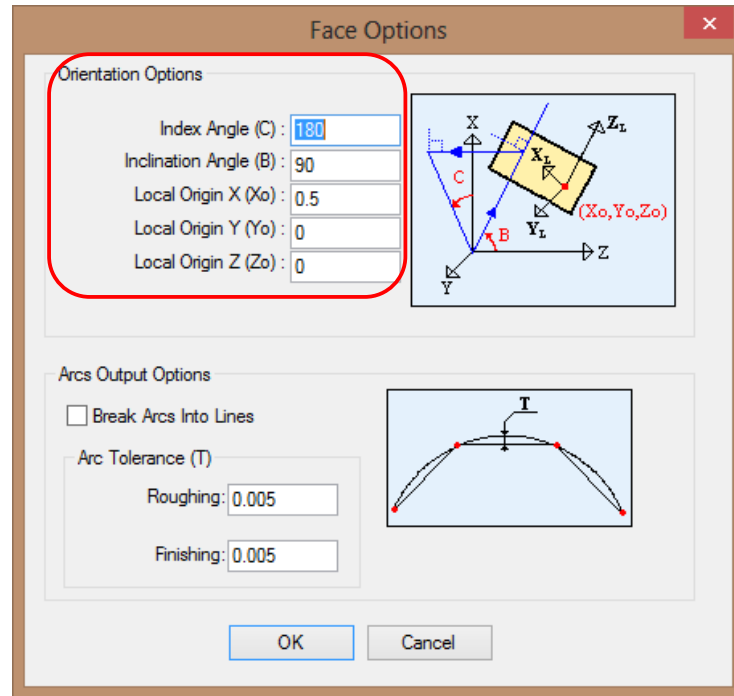 Face Options
×
Orientation Options
Index Angle (C) : 180
Inclination Angle (B) : 90
Local Origin X (Xo) : 0.5
Local Origin Y (Yo) : 0
Local Origin Z (Zo) : 0
X
ZL
XL
C
(Xo,Yo,Zo)
YL
B
Z
Y
Arcs Output Options
Break Arcs Into Lines
T
Arc Tolerance (T)
Roughing: 0.005
Finishing: 0.005
OK
Cancel